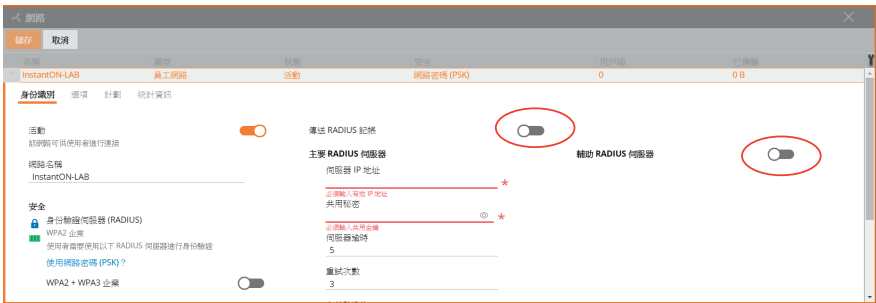 網路
儲存 取消
名稱 類型 狀態 安全 用戶端 已傳輸
InstantON-LAB 員工網路 活動 網路密碼 (PSK) 0 0 B
身份識別 選項 計劃 統計資訊
活動
該網路可供使用者進行連接
網路名稱
InstantON-LAB
安全
身份驗證伺服器 (RADIUS)
WPA2 企業
使用者需要使用以下 RADIUS 伺服器進行身份驗證
使用網路密碼 (PSK)？
WPA2 + WPA3 企業
傳送 RADIUS 記帳
主要 RADIUS 伺服器
伺服器 IP 地址
*
必須輸入有效 IP 地址
共用秘密
*
必須輸入共用金鑰
伺服器逾時
5
重試次數
3
輔助 RADIUS 伺服器